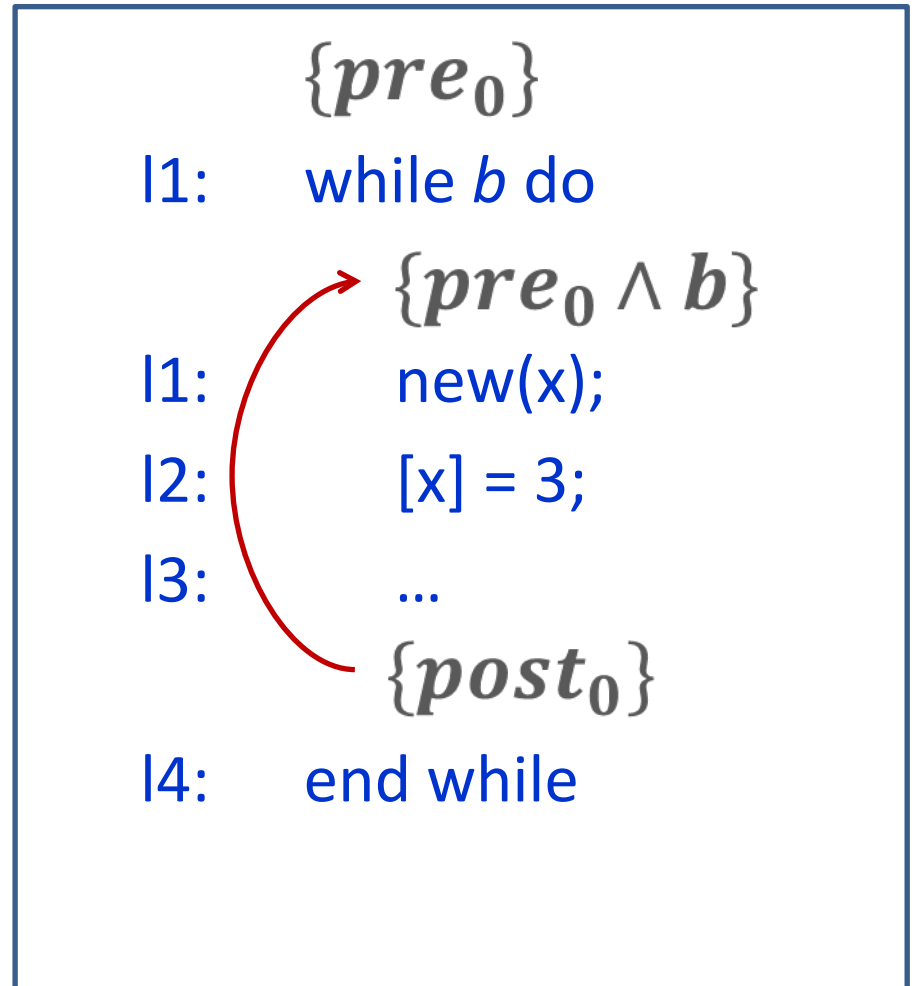 {pre₀}
l1: while b do
{pre₀ ∧ b}
l1: new(x);
l2: [x] = 3;
l3: ...
{post₀}
l4: end while